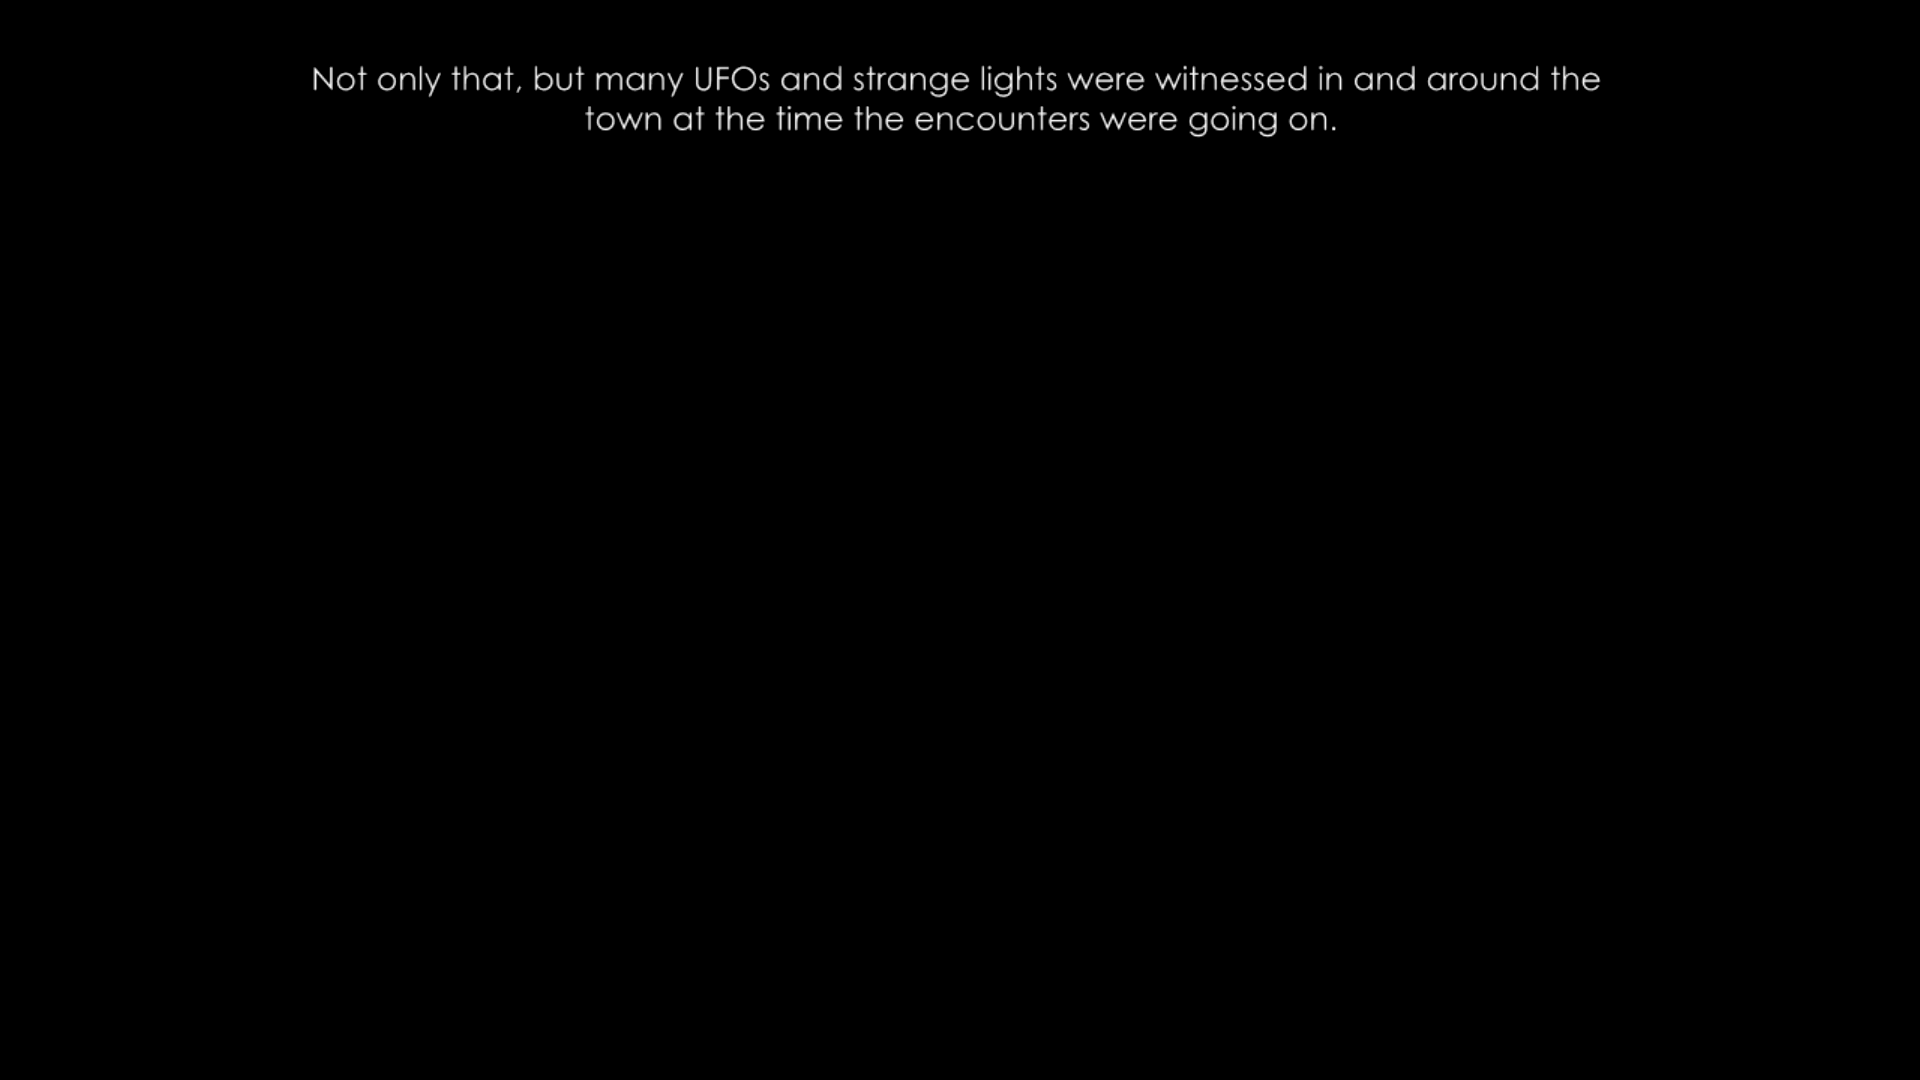 Not only that, but many UFOs and strange lights were witnessed in and around the
town at the time the encounters were going on.